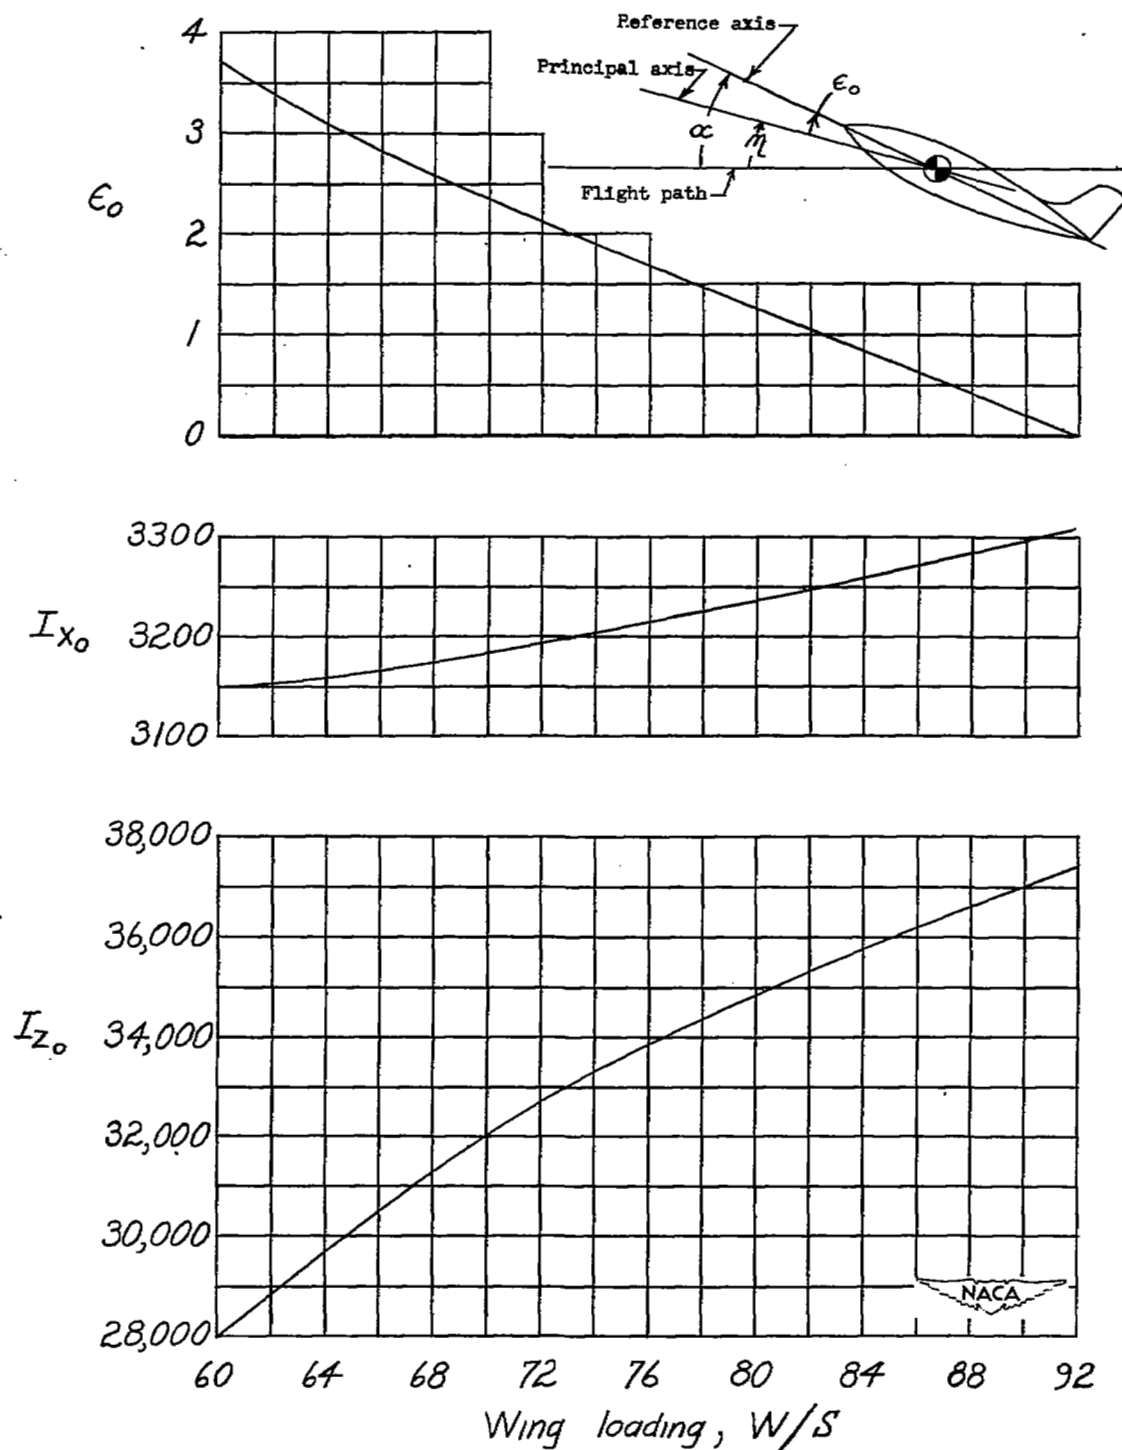 Reference axis
Principal axis
ε₀
α
η
Flight path
4
3
2
1
0
ε₀
3300
3200
3100
I_X₀
38,000
36,000
34,000
32,000
30,000
28,000
I_Z₀
NACA
60 64 68 72 76 80 84 88 92
Wing loading, W/S